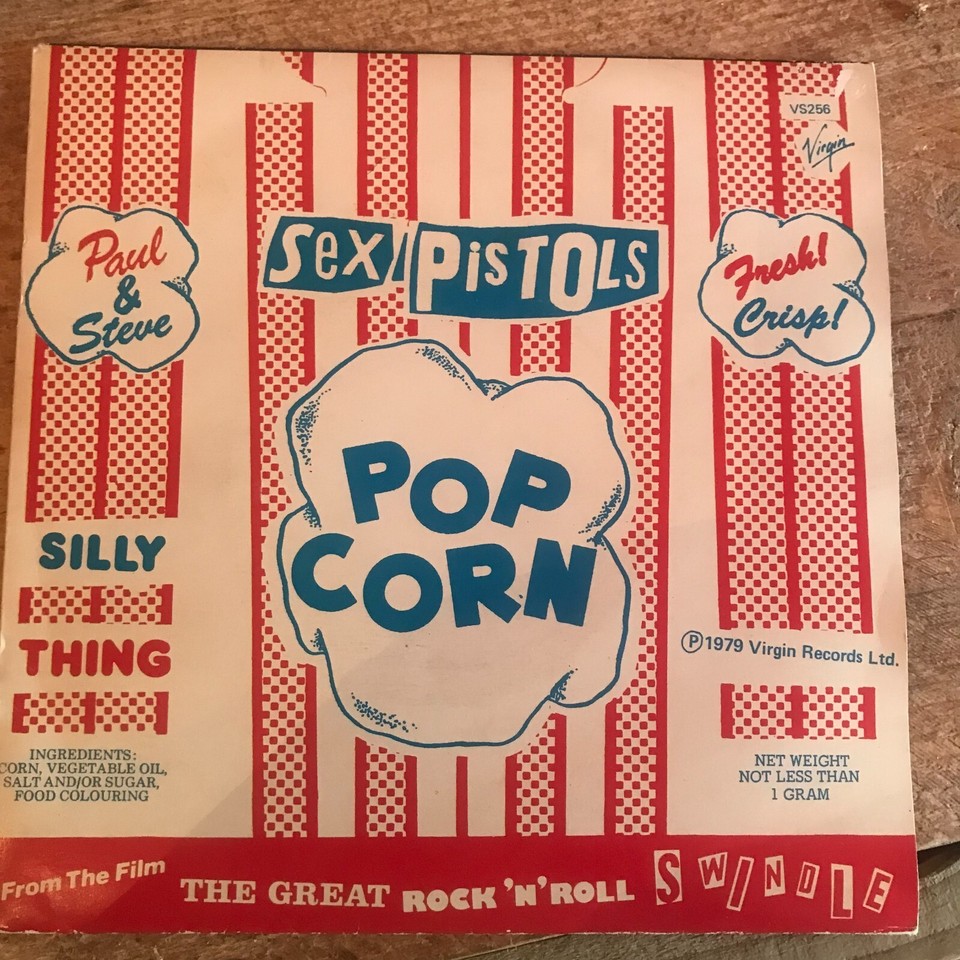 VS256
Virgin
Paul
&
Steve
SEX PISTOLS
Fresh!
Crisp!
POP
CORN
SILLY
THING
Ⓟ1979 Virgin Records Ltd.
INGREDIENTS:
CORN, VEGETABLE OIL,
SALT AND/OR SUGAR,
FOOD COLOURING
NET WEIGHT
NOT LESS THAN
1 GRAM
From The Film THE GREAT ROCK 'N' ROLL SWINDLE